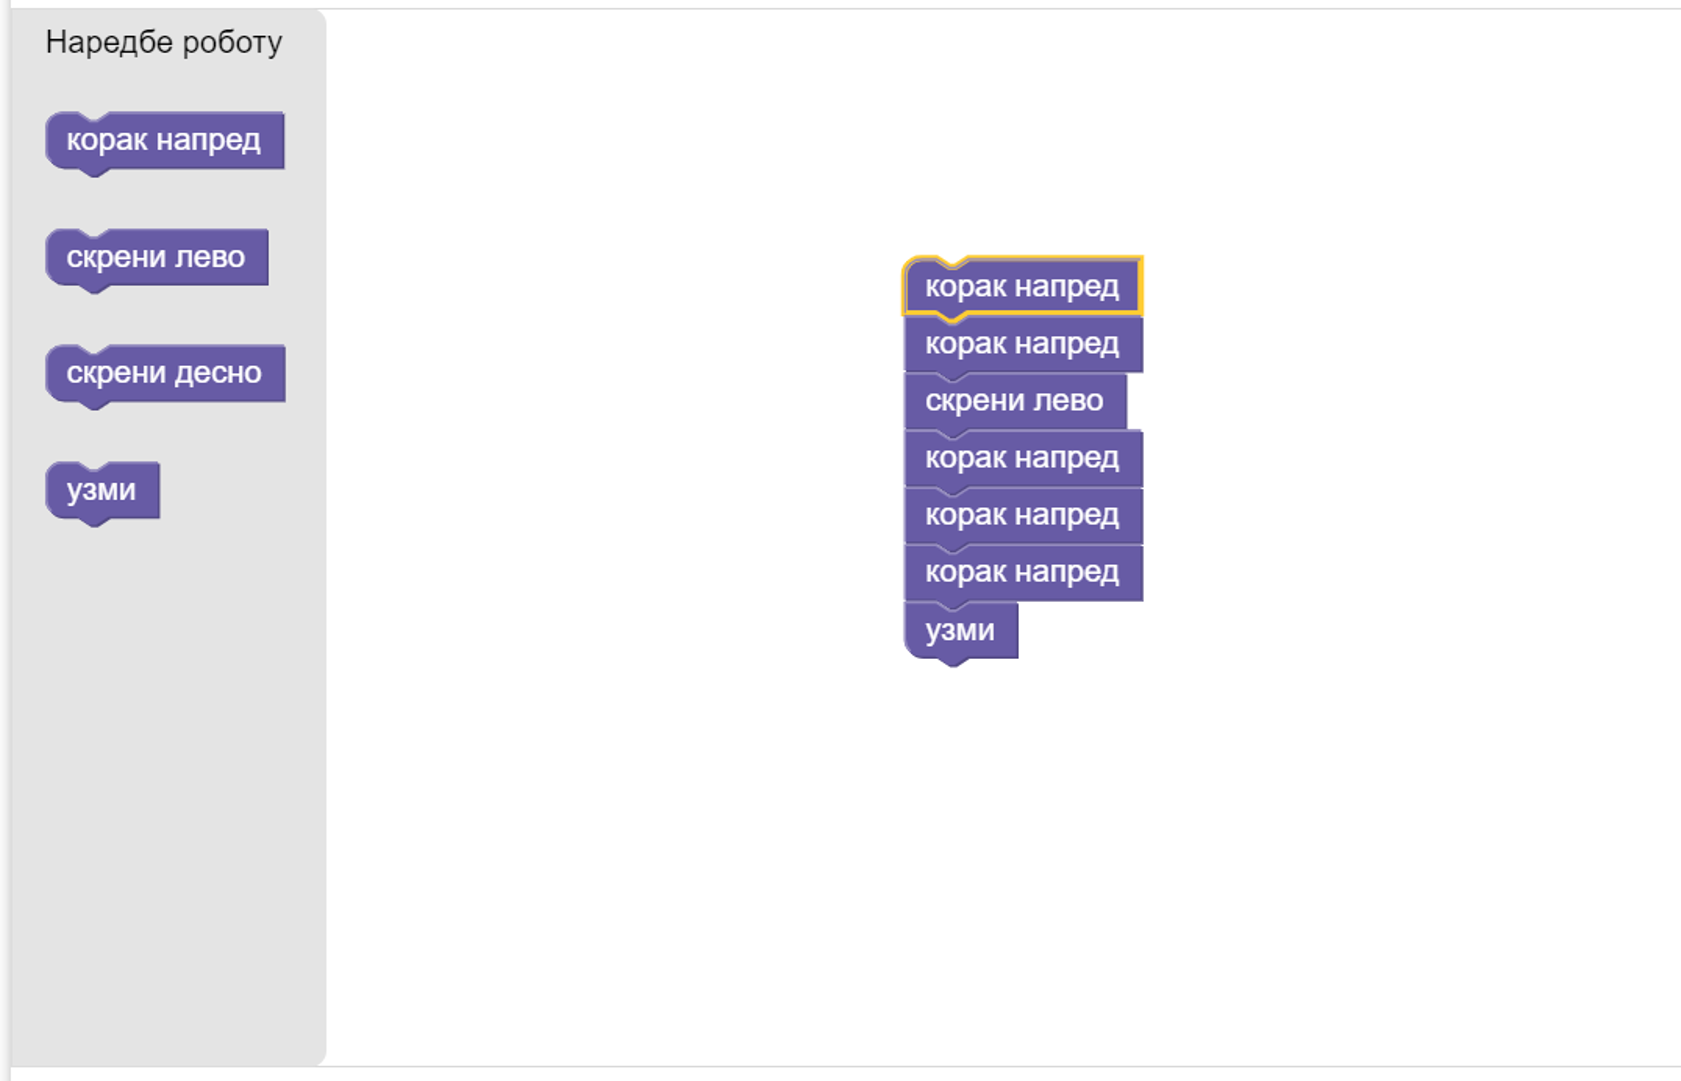 Наредбе роботу
корак напред
скрени лево
скрени десно
узми
корак напред
корак напред
скрени лево
корак напред
корак напред
корак напред
узми